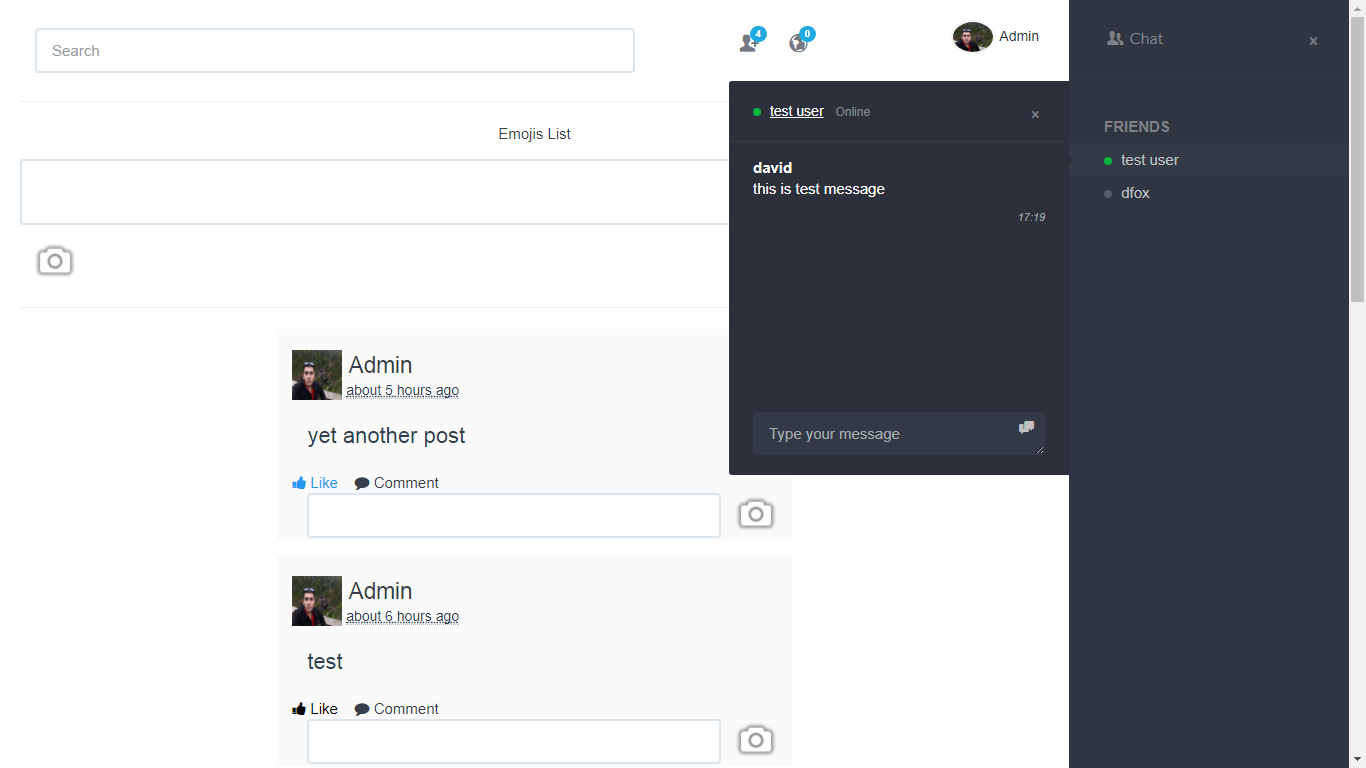 Search
4
0
Admin
Chat
x
Emojis List
test user Online
x
david
this is test message
17:19
Type your message
FRIENDS
test user
dfox
Admin
about 5 hours ago
yet another post
Like Comment
Admin
about 6 hours ago
test
Like Comment